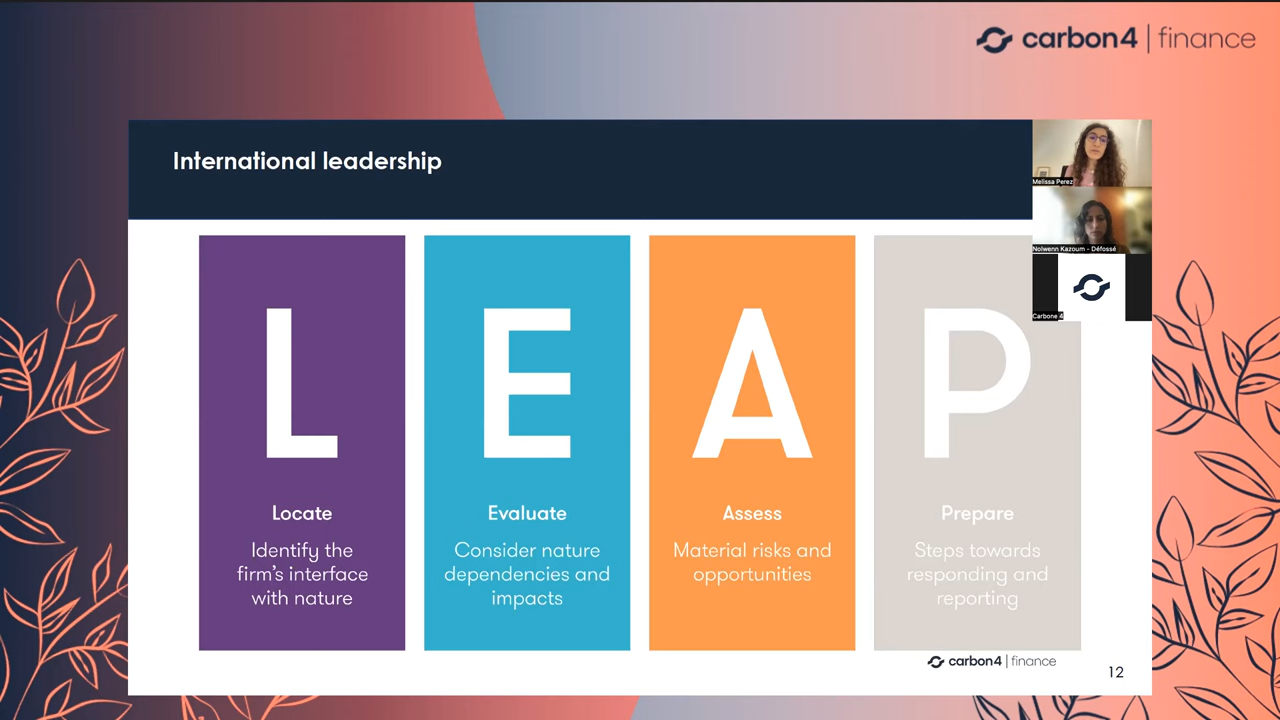 carbon4 | finance
International leadership
Melissa Perez
Nolwenn Kazoum - Défossé
Carbone 4
L
Locate
Identify the
firm's interface
with nature
E
Evaluate
Consider nature
dependencies and
impacts
A
Assess
Material risks and
opportunities
P
Prepare
Steps towards
responding and
reporting
carbon4 | finance
12